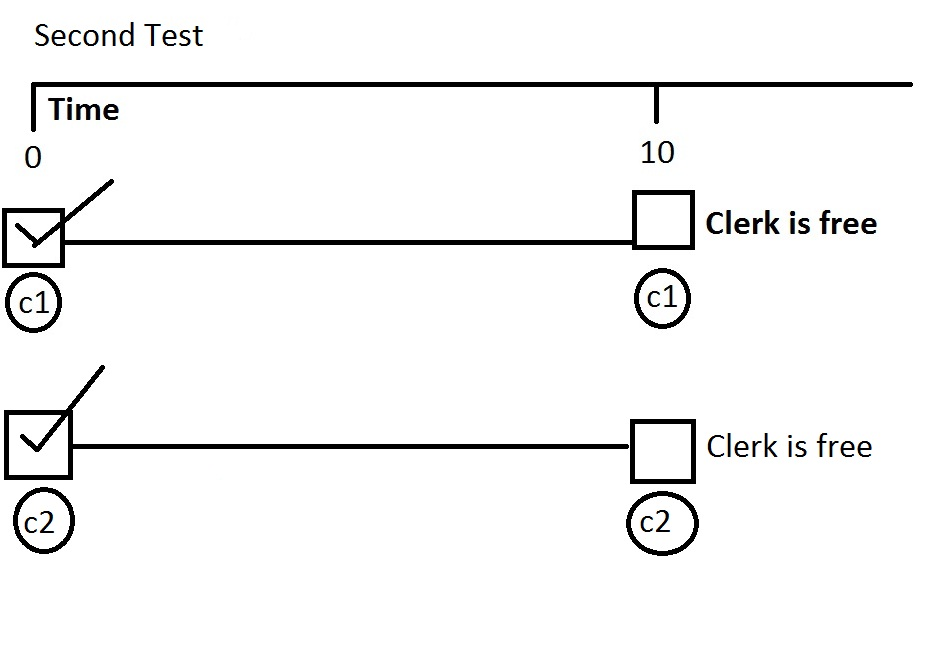 Second Test
Time
0
10
Clerk is free
c1
c1
Clerk is free
c2
c2